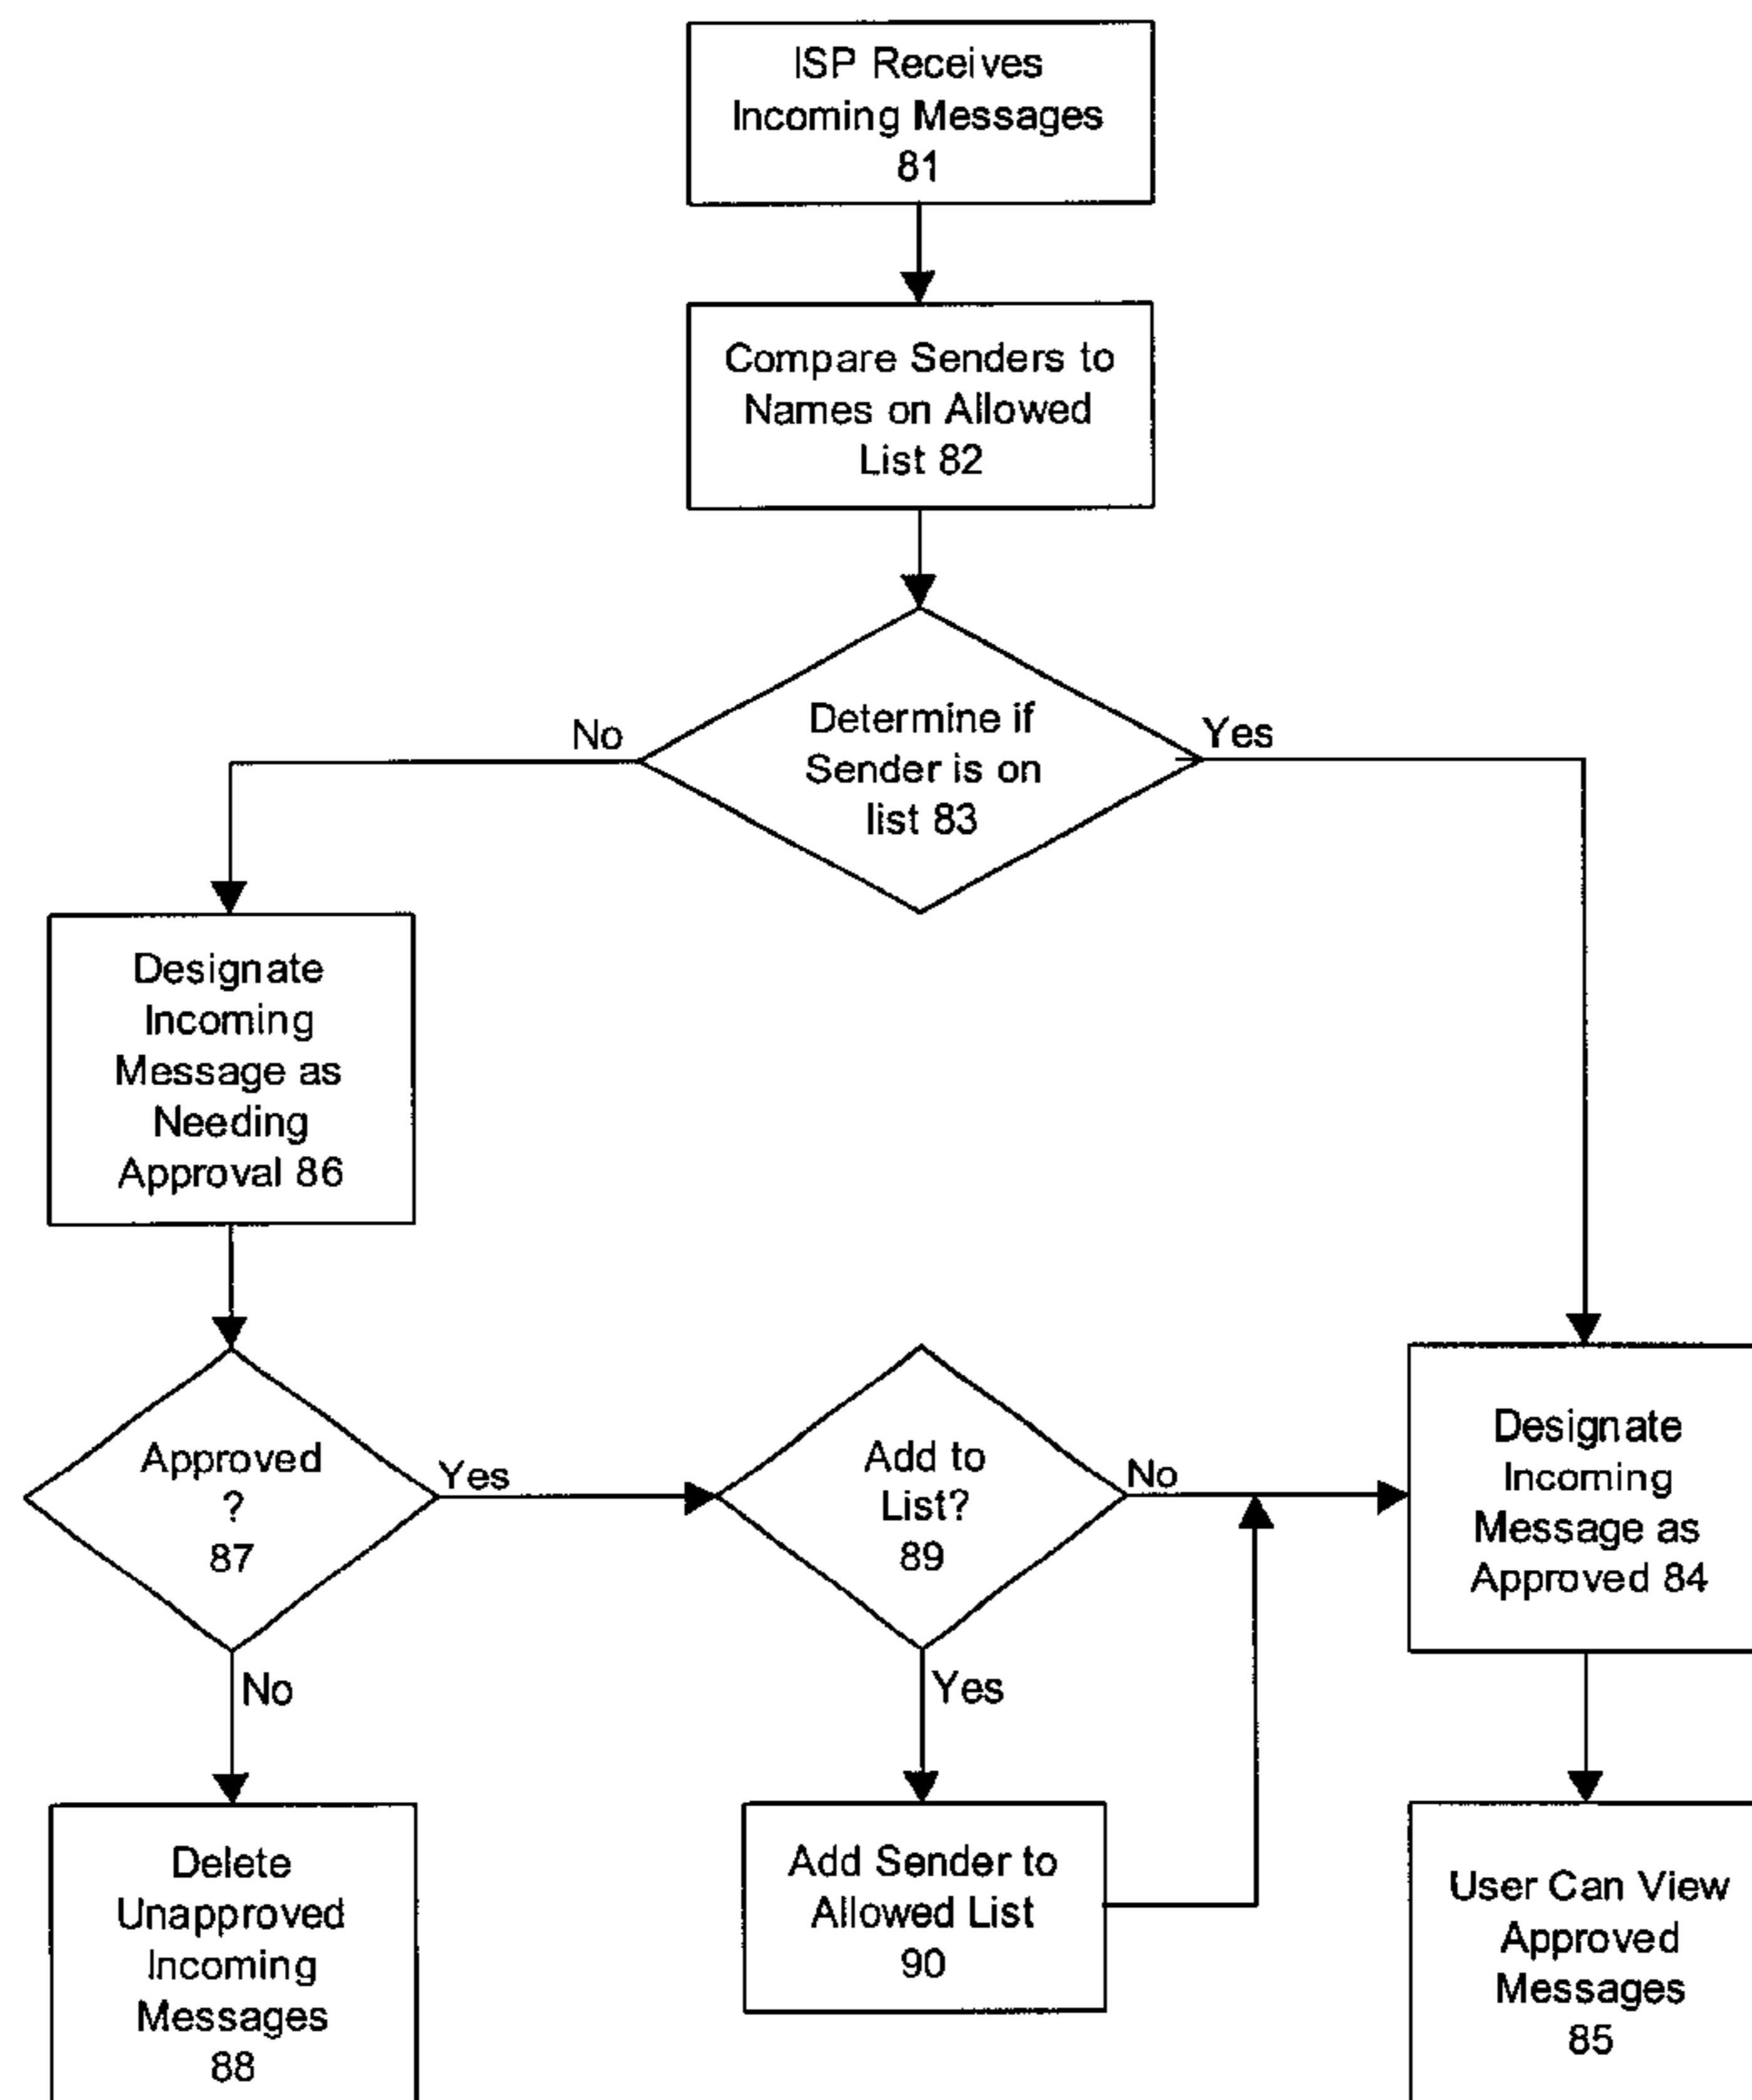 ISP Receives
Incoming Messages
81
Compare Senders to
Names on Allowed
List 82
Determine if
Sender is on
list 83
No
Yes
Designate
Incoming
Message as
Needing
Approval 86
Approved
?
87
Yes
No
Add to
List?
89
No
Yes
Designate
Incoming
Message as
Approved 84
Delete
Unapproved
Incoming
Messages
88
Add Sender to
Allowed List
90
User Can View
Approved
Messages
85